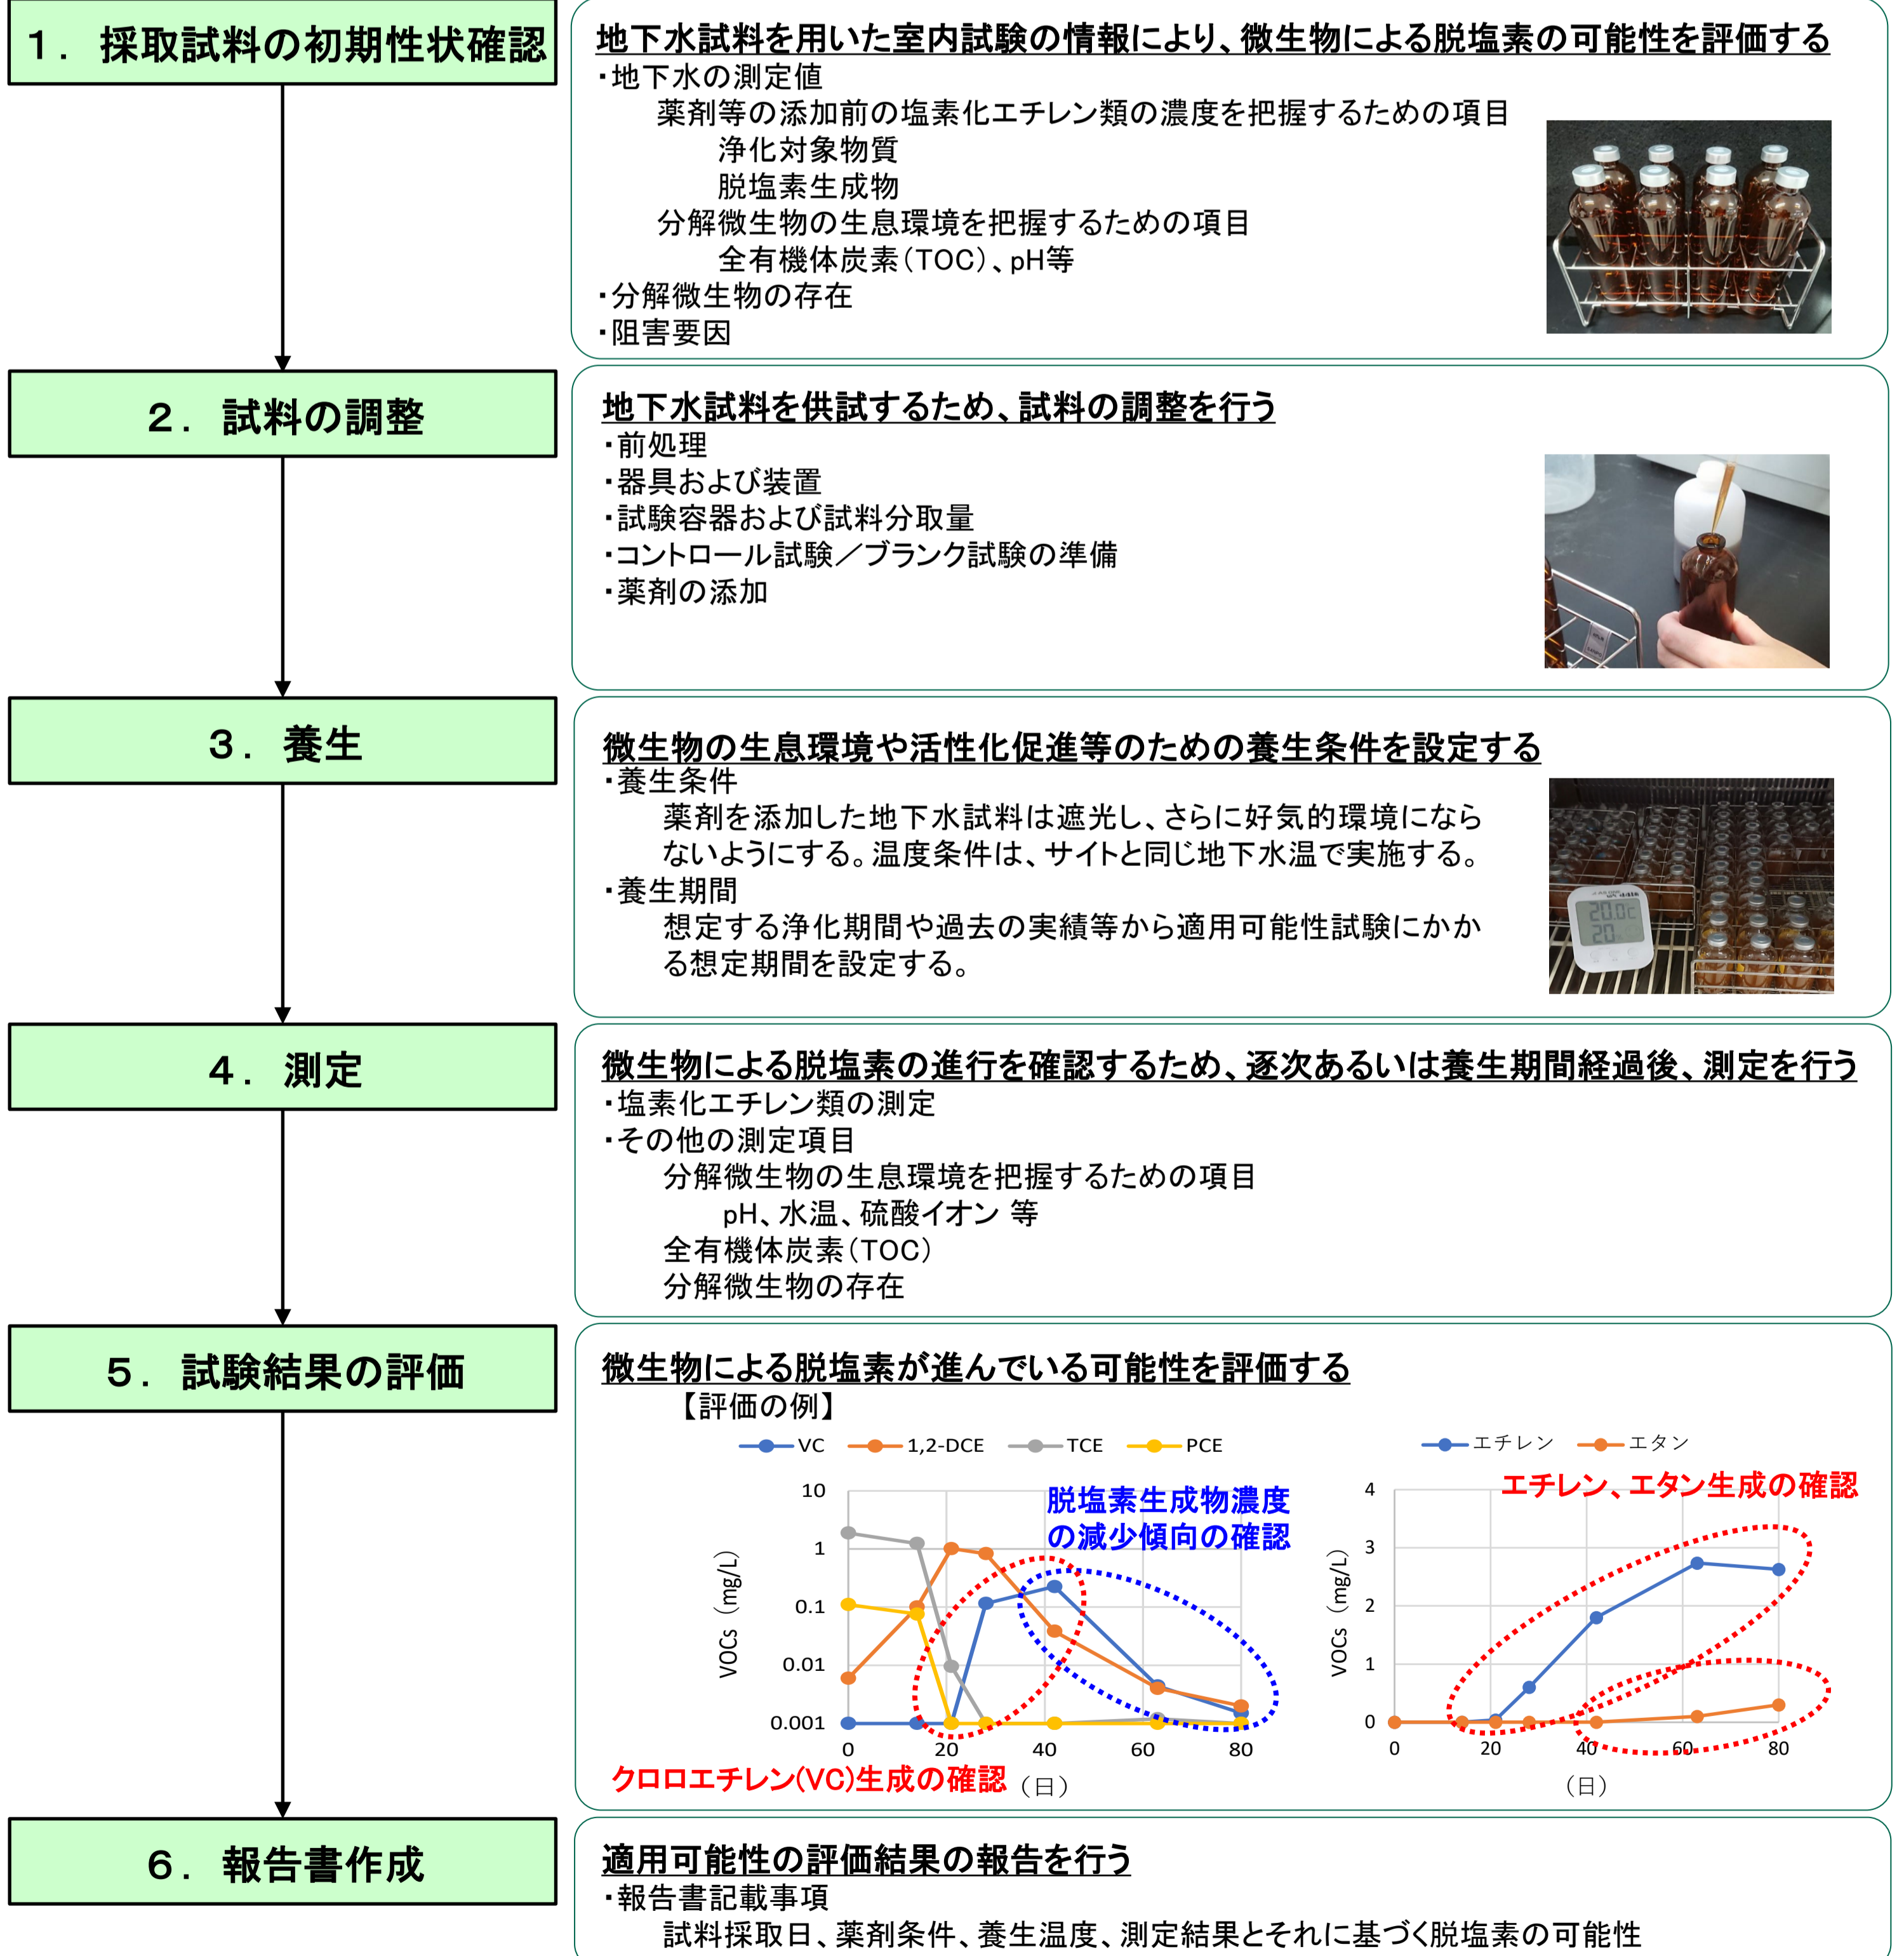 １．採取試料の初期性状確認
地下水試料を用いた室内試験の情報により、微生物による脱塩素の可能性を評価する
・地下水の測定値
薬剤等の添加前の塩素化エチレン類の濃度を把握するための項目
浄化対象物質
脱塩素生成物
分解微生物の生息環境を把握するための項目
全有機体炭素（TOC）、pH等
・分解微生物の存在
・阻害要因
２．試料の調整
地下水試料を供試するため、試料の調整を行う
・前処理
・器具および装置
・試験容器および試料分取量
・コントロール試験／ブランク試験の準備
・薬剤の添加
３．養生
微生物の生息環境や活性化促進等のための養生条件を設定する
・養生条件
薬剤を添加した地下水試料は遮光し、さらに好気的環境になら
ないようにする。温度条件は、サイトと同じ地下水温で実施する。
・養生期間
想定する浄化期間や過去の実績等から適用可能性試験にかか
る想定期間を設定する。
20.0℃
20
４．測定
微生物による脱塩素の進行を確認するため、逐次あるいは養生期間経過後、測定を行う
・塩素化エチレン類の測定
・その他の測定項目
分解微生物の生息環境を把握するための項目
pH、水温、硫酸イオン 等
全有機体炭素（TOC）
分解微生物の存在
５．試験結果の評価
微生物による脱塩素が進んでいる可能性を評価する
【評価の例】
VC 1,2-DCE TCE PCE
脱塩素生成物濃度
の減少傾向の確認
VOCs（mg/L）
10
1
0.1
0.01
0.001
0 20 40 60 80
クロロエチレン(VC)生成の確認
（日）
エチレン エタン
エチレン、エタン生成の確認
VOCs（mg/L）
4
3
2
1
0
0 20 40 60 80
（日）
６．報告書作成
適用可能性の評価結果の報告を行う
・報告書記載事項
試料採取日、薬剤条件、養生温度、測定結果とそれに基づく脱塩素の可能性